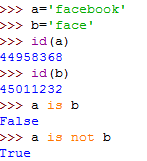 >>> a='facebook'
>>> b='face'
>>> id(a)
44958368
>>> id(b)
45011232
>>> a is b
False
>>> a is not b
True